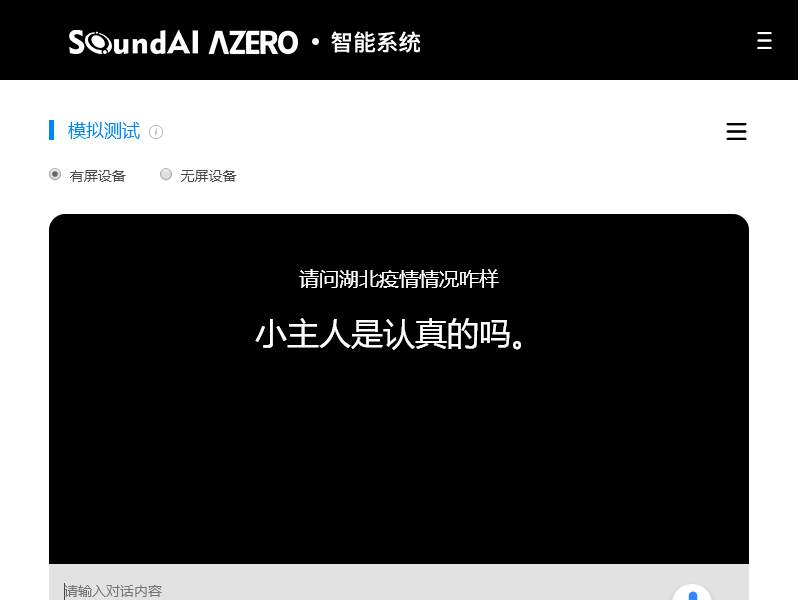 SoundAI AZERO · 智能系统
模拟测试
有屏设备 无屏设备
请问湖北疫情情况咋样
小主人是认真的吗。
请输入对话内容